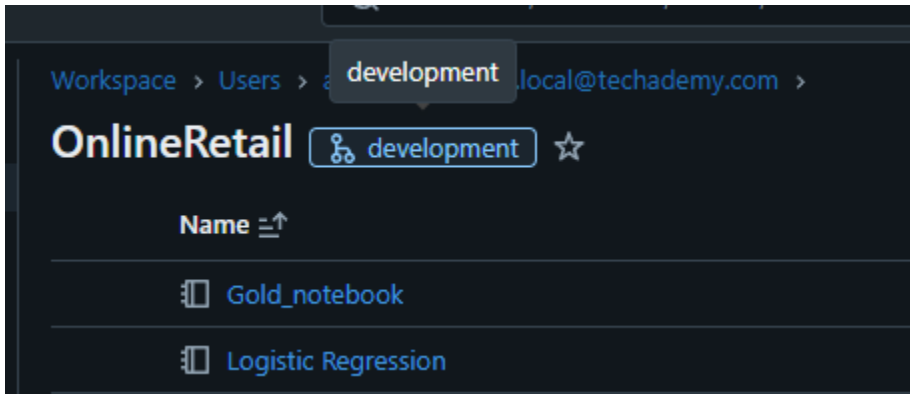 development
Workspace > Users > .local@techademy.com >
OnlineRetail development
Name
Gold_notebook
Logistic Regression